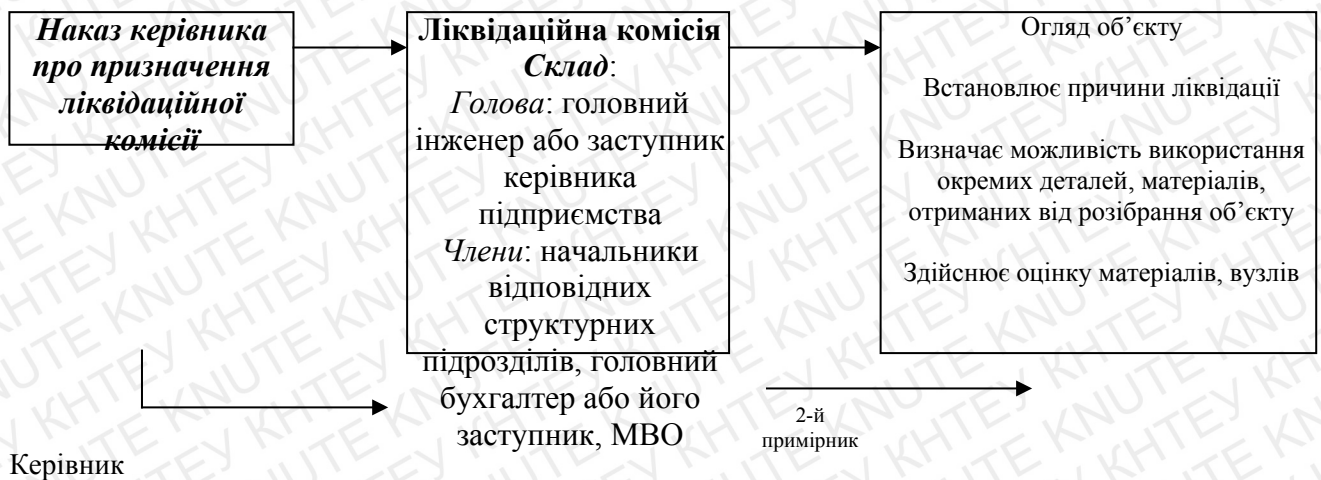 Наказ керівника
про призначення
ліквідаційної
комісії
Ліквідаційна комісія
Склад:
Голова: головний
інженер або заступник
керівника
підприємства
Члени: начальники
відповідних
структурних
підрозділів, головний
бухгалтер або його
заступник, МВО
Огляд об’єкту
Встановлює причини ліквідації
Визначає можливість використання
окремих деталей, матеріалів,
отриманих від розібрання об’єкту
Здійснює оцінку матеріалів, вузлів
2-й
примірник
Керівник